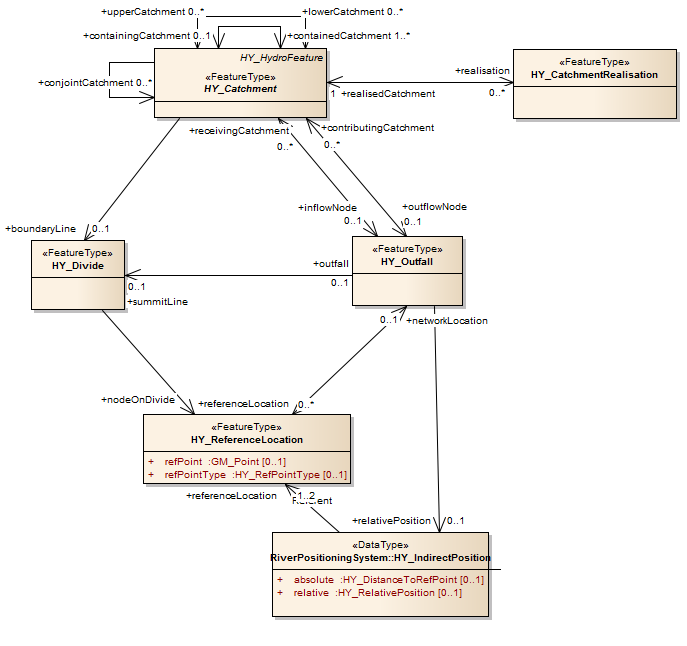 +upperCatchment 0..*
+lowerCatchment 0..*
+containingCatchment 0..1
+containedCatchment 1..*
HY_HydroFeature
«FeatureType»
HY_Catchment
+conjointCatchment 0..*
+realisation
0..*
1 +realisedCatchment
«FeatureType»
HY_CatchmentRealisation
+receivingCatchment
0..*
+contributingCatchment
0..*
+inflowNode
0..1
+outflowNode
0..1
+boundaryLine
0..1
«FeatureType»
HY_Divide
«FeatureType»
HY_Outfall
+outfall
0..1
0..1
+summitLine
0..1
+networkLocation
+nodeOnDivide
+referenceLocation
0..*
«FeatureType»
HY_ReferenceLocation
+ refPoint :GM_Point [0..1]
+ refPointType :HY_RefPointType [0..1]
+referenceLocation
1..2
Referent
+relativePosition
0..1
«DataType»
RiverPositioningSystem::HY_IndirectPosition
+ absolute :HY_DistanceToRefPoint [0..1]
+ relative :HY_RelativePosition [0..1]